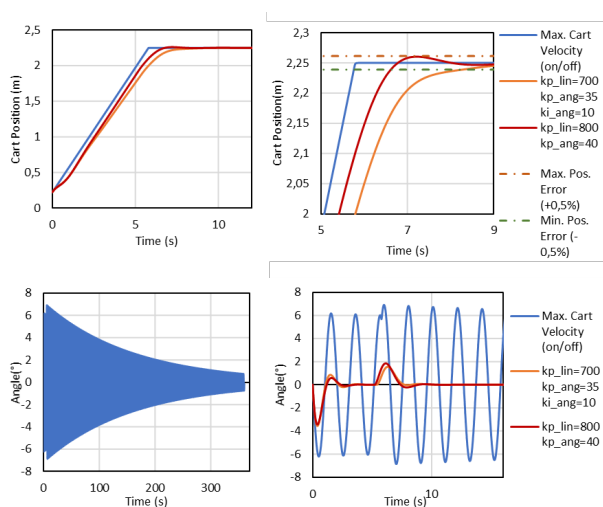 2,5
2
1,5
1
0,5
0
Cart Position (m)
0
5
10
Time (s)
2,3
2,25
2,2
2,15
2,1
2,05
2
Cart Position(m)
5
7
9
Time (s)
Max. Cart
Velocity
(on/off)
kp_lin=700
kp_ang=35
ki_ang=10
kp_lin=800
kp_ang=40
Max. Pos.
Error
(+0,5%)
Min. Pos.
Error (-
0,5%)
8
6
4
2
0
-2
-4
-6
-8
Angle(°)
0
100
200
300
Time (s)
8
6
4
2
0
-2
-4
-6
-8
Angle(°)
0
10
Time (s)
Max. Cart
Velocity
(on/off)
kp_lin=700
kp_ang=35
ki_ang=10
kp_lin=800
kp_ang=40